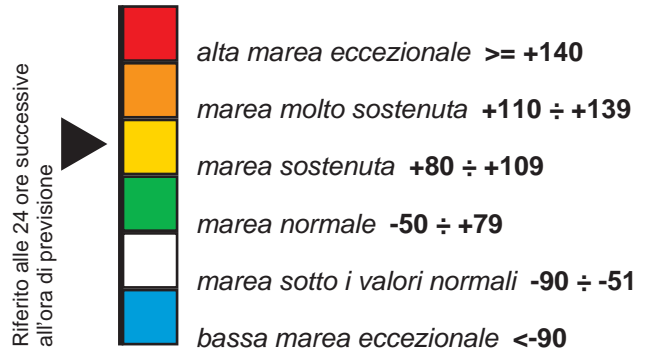 Riferito alle 24 ore successive
all'ora di previsione
alta marea eccezionale >= +140
marea molto sostenuta +110 ÷ +139
marea sostenuta +80 ÷ +109
marea normale -50 ÷ +79
marea sotto i valori normali -90 ÷ -51
bassa marea eccezionale <-90